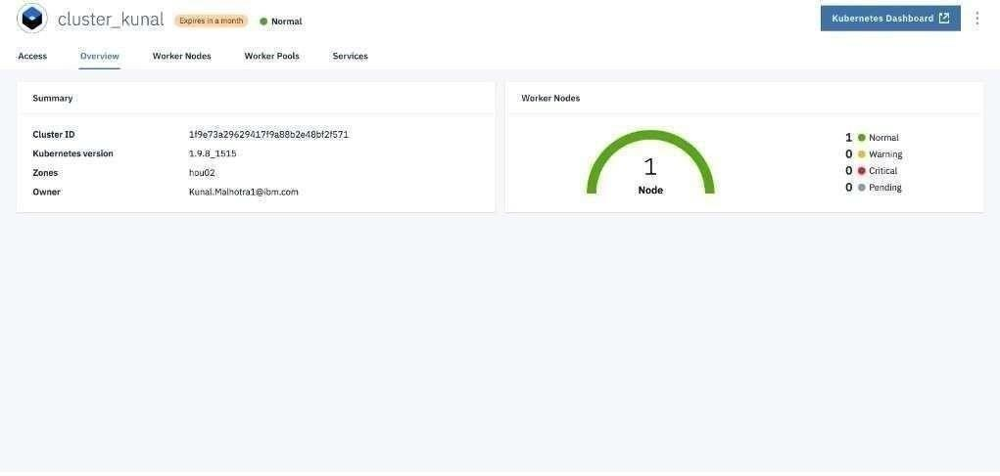 cluster_kunal Expires in a month Normal Kubernetes Dashboard
Access Overview Worker Nodes Worker Pools Services
Summary
Cluster ID 1f9e73a29629417f9a88b2e48bf2f571
Kubernetes version 1.9.8_1515
Zones hou02
Owner Kunal.Malhotra1@ibm.com
Worker Nodes
1
Node
1 Normal
0 Warning
0 Critical
0 Pending